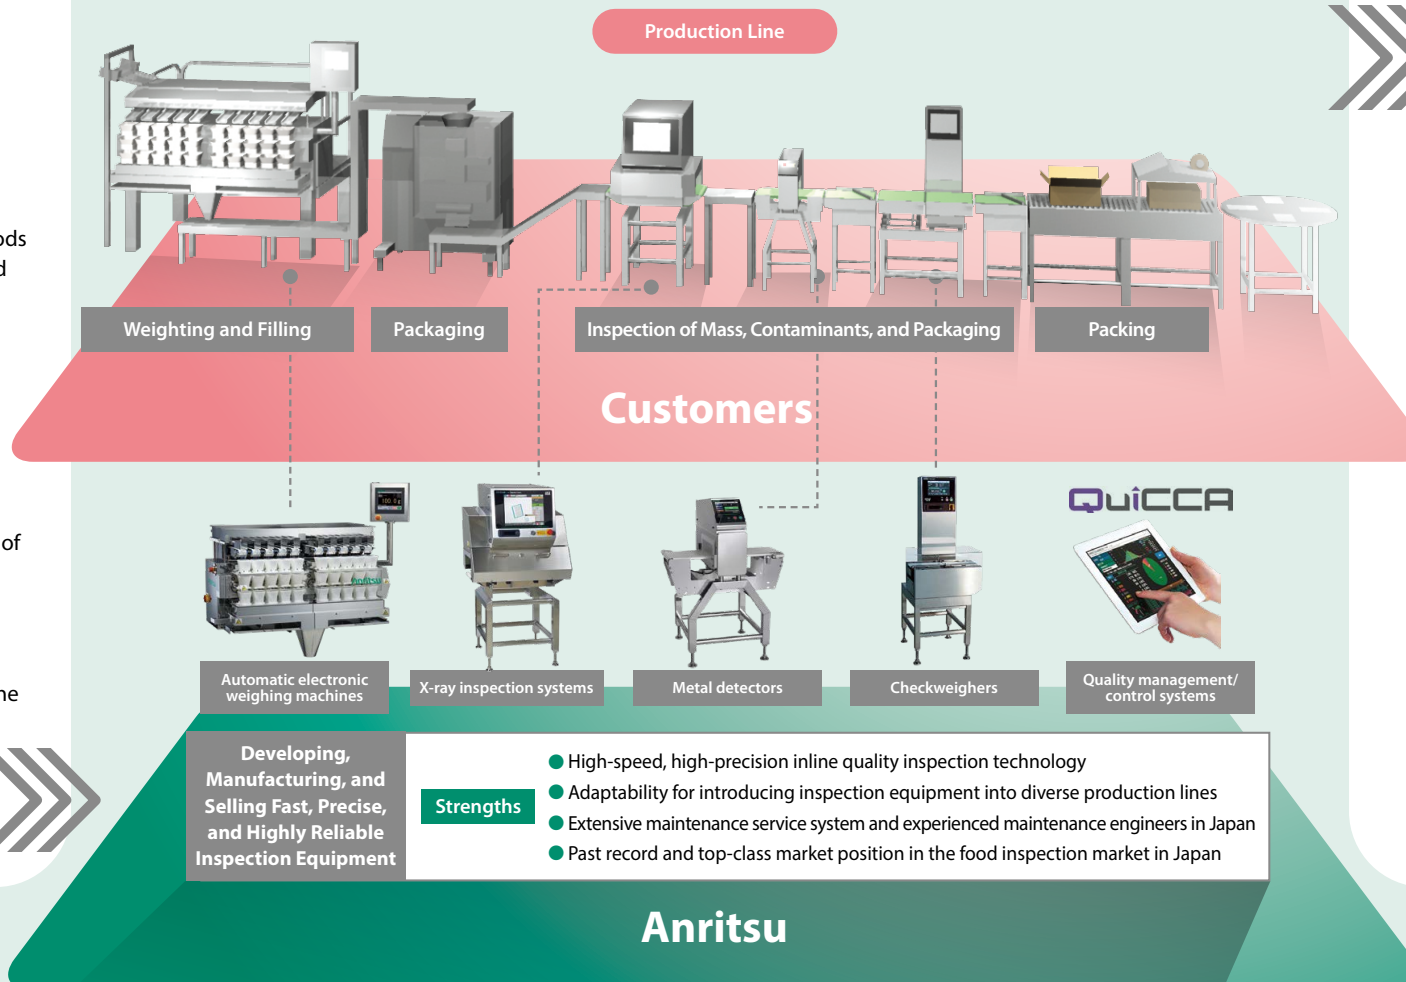 Production Line
ods
d
Weighting and Filling
Packaging
Inspection of Mass, Contaminants, and Packaging
Packing
Customers
of
QuiCCA
Anritsu
Automatic electronic
weighing machines
X-ray inspection systems
Metal detectors
Checkweighers
Quality management/
control systems
ne
Developing,
Manufacturing, and
Selling Fast, Precise,
and Highly Reliable
Inspection Equipment
Strengths
High-speed, high-precision inline quality inspection technology
Adaptability for introducing inspection equipment into diverse production lines
Extensive maintenance service system and experienced maintenance engineers in Japan
Past record and top-class market position in the food inspection market in Japan
Anritsu